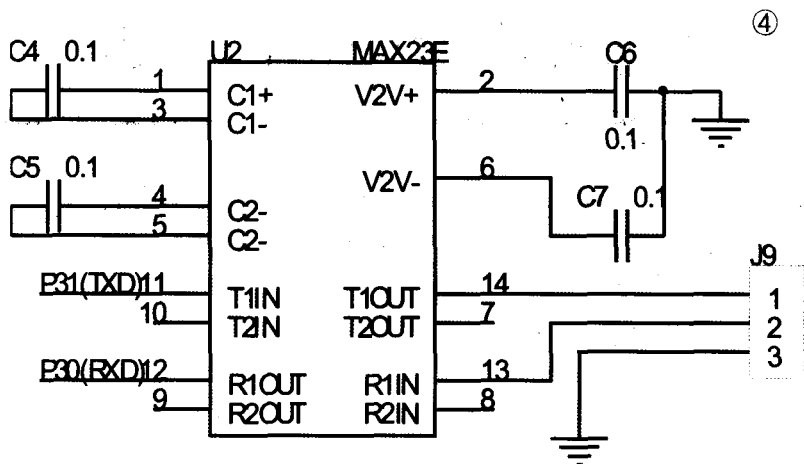 ④
C4 0.1 U2 MAX23E C6
1 C1+ V2V+ 2
3 C1-
0.1
C5 0.1 V2V- 6
4 C2- C7 0.1
5 C2-
J9
P31(TXD) 11 T1IN T1OUT 14 1
10 T2IN T2OUT 7 2
3
P30(RXD) 12 R1OUT R1IN 13
9 R2OUT R2IN 8